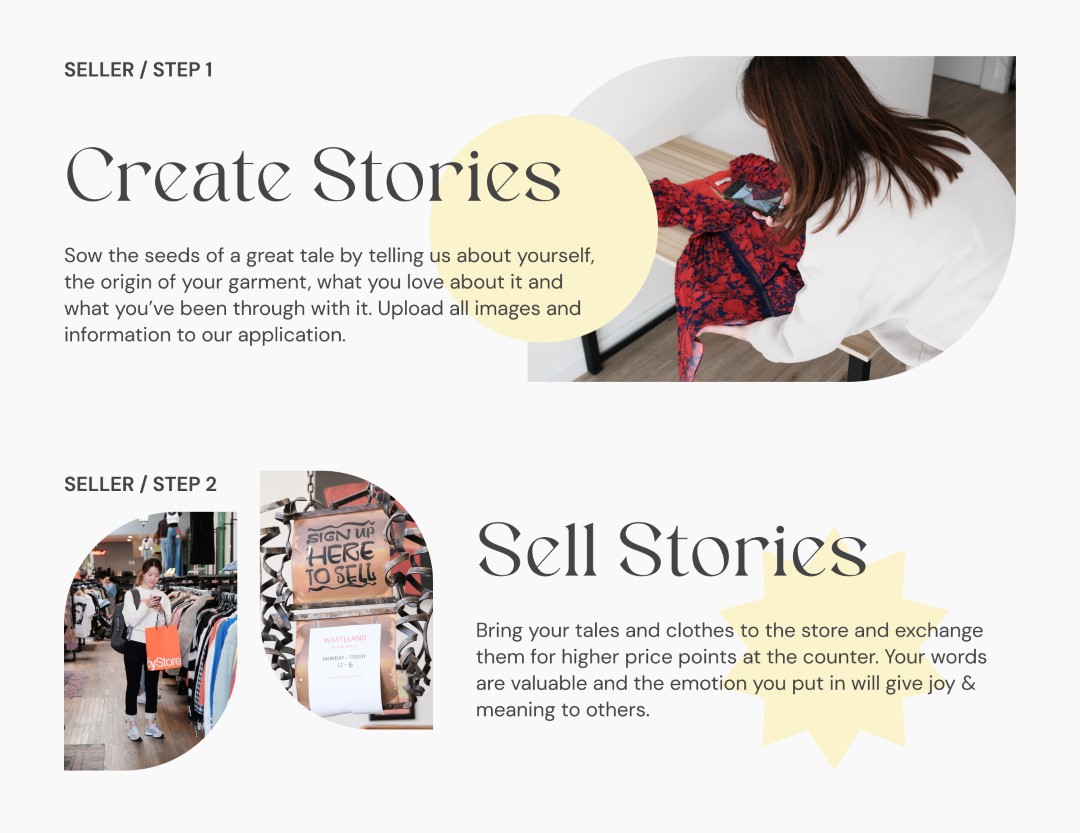 SELLER / STEP 1
Create Stories
Sow the seeds of a great tale by telling us about yourself,
the origin of your garment, what you love about it and
what you’ve been through with it. Upload all images and
information to our application.
SELLER / STEP 2
yStore
SIGN UP
HERE
TO SELL
WASTELAND
MONDAY - FRIDAY
12 - 6
Sell Stories
Bring your tales and clothes to the store and exchange
them for higher price points at the counter. Your words
are valuable and the emotion you put in will give joy &
meaning to others.